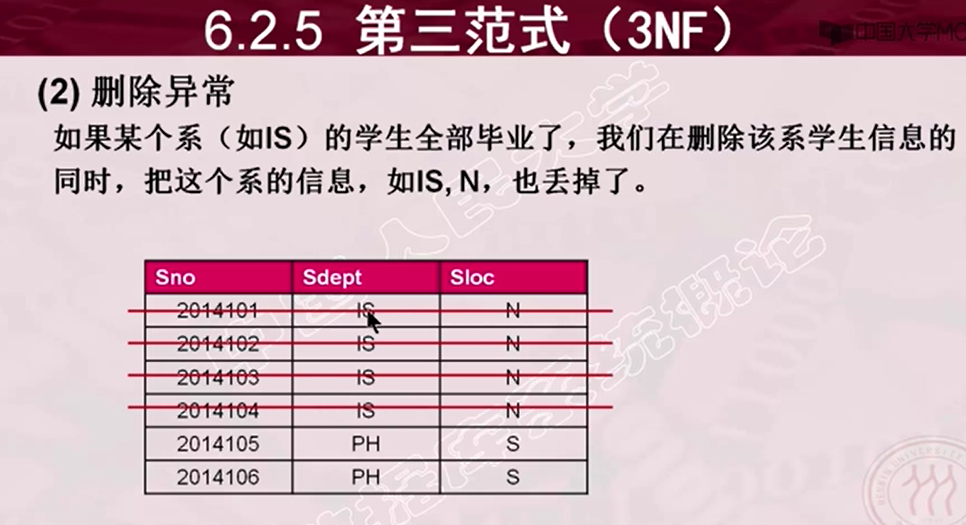 6.2.5 第三范式（3NF）
中国大学MO
(2) 删除异常
如果某个系（如IS）的学生全部毕业了，我们在删除该系学生信息的
同时，把这个系的信息，如IS, N，也丢掉了。
Sno Sdept Sloc
2014101 IS N
2014102 IS N
2014103 IS N
2014104 IS N
2014105 PH S
2014106 PH S